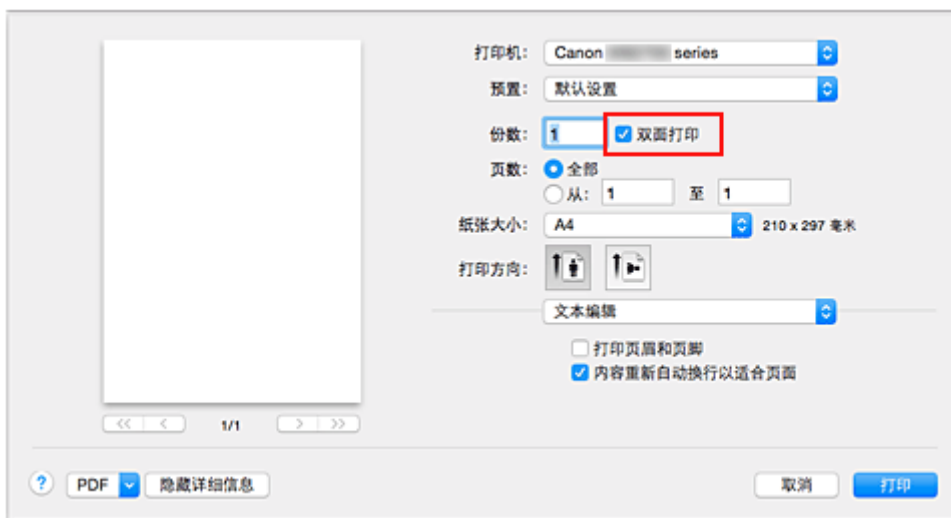 打印机: Canon series
预置: 默认设置
份数: 1 双面打印
页数: 全部
从: 1 至 1
纸张大小: A4 210 x 297 毫米
打印方向:
文本编辑
打印页眉和页脚
内容重新自动换行以适合页面
<< < 1/1 > >>
? PDF 隐藏详细信息 取消 打印